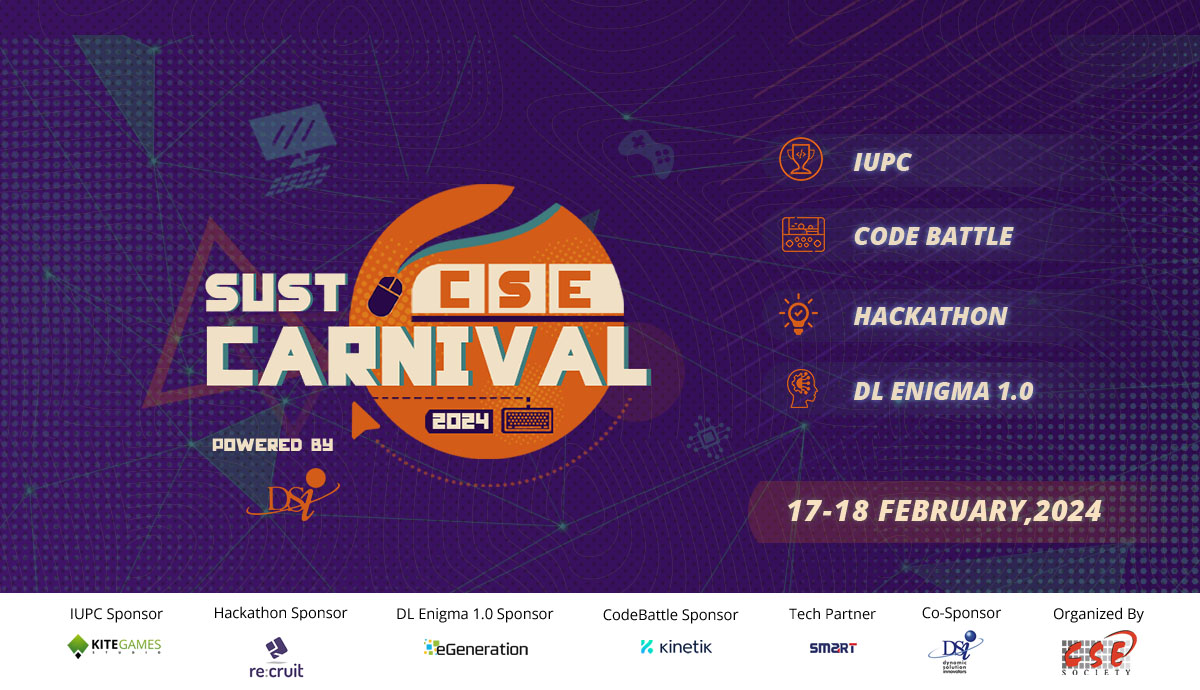 SUST CSE
CARNIVAL
2024
POWERED BY
DSi
IUPC
CODE BATTLE
HACKATHON
DL ENIGMA 1.0
17-18 FEBRUARY,2024
IUPC Sponsor
KITEGAMES
STUDIO
Hackathon Sponsor
re:cruit
DL Enigma 1.0 Sponsor
eGeneration
CodeBattle Sponsor
kinetik
Tech Partner
SMART
Co-Sponsor
DSi
dynamic
solution
innovators
Organized By
CSE
SOCIETY